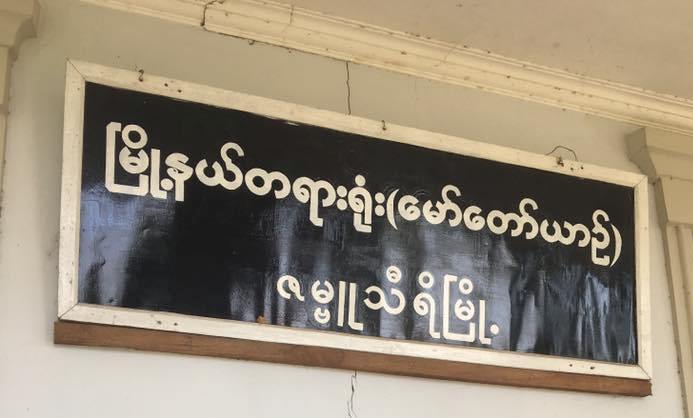 မြို့နယ်တရားရုံး(မော်တော်ယာဉ်)
ဇမ္ဗူသီရိမြို့.